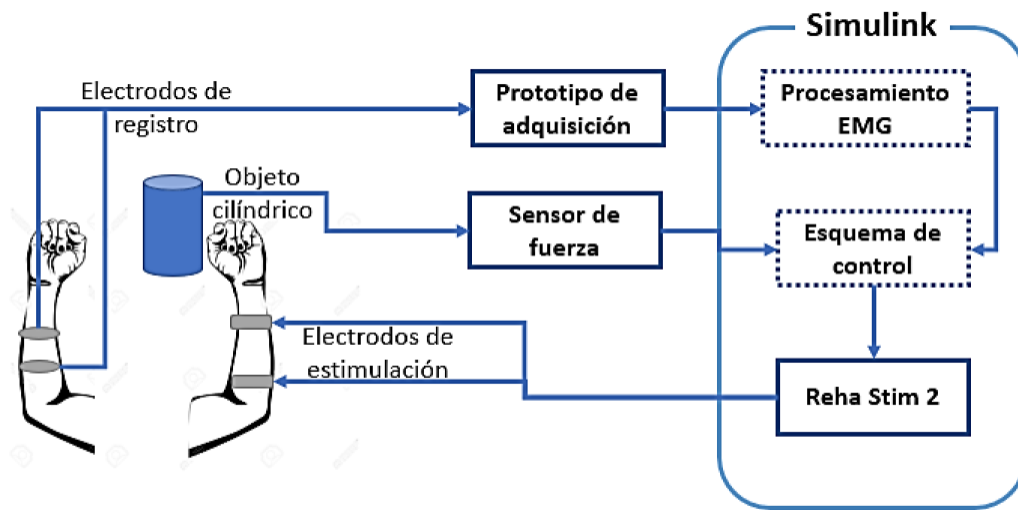 Simulink
Electrodos de
registro
Prototipo de
adquisición
Procesamiento
EMG
Objeto
cilíndrico
Sensor de
fuerza
Esquema de
control
Electrodos de
estimulación
Reha Stim 2